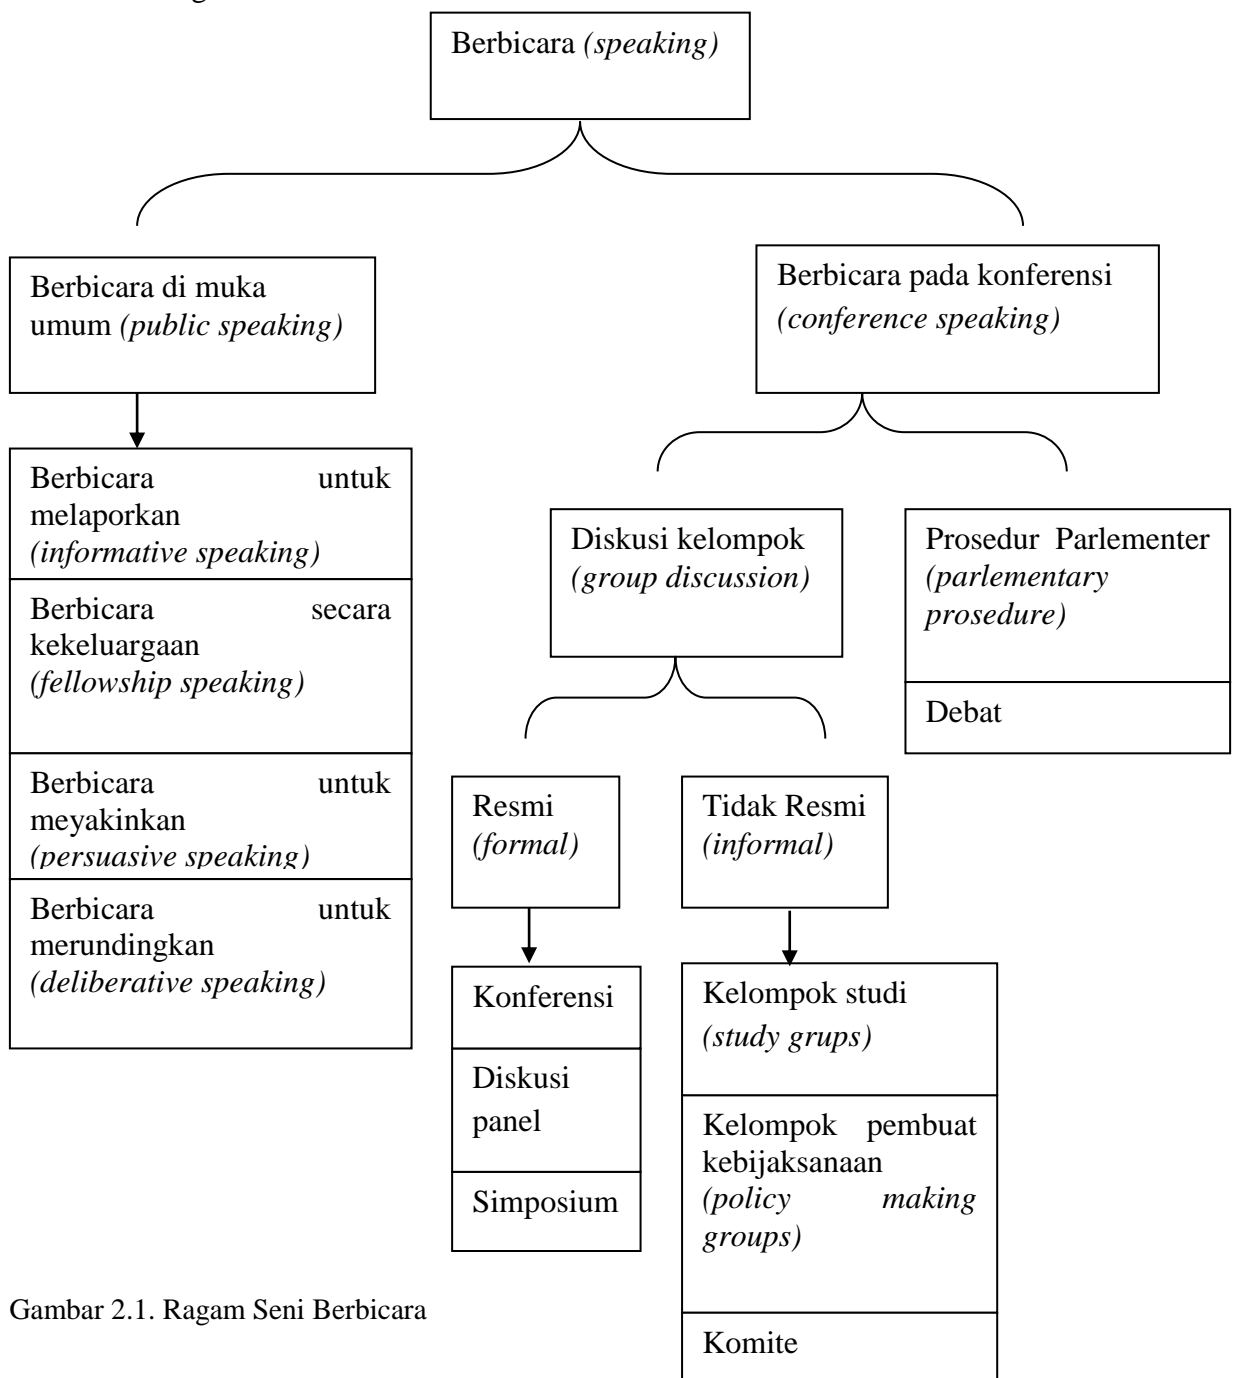 Berbicara (speaking)
Berbicara di muka
umum (public speaking)
Berbicara pada konferensi
(conference speaking)
Berbicara untuk
melaporkan
(informative speaking)
Berbicara secara
kekeluargaan
(fellowship speaking)
Berbicara untuk
meyakinkan
(persuasive speaking)
Berbicara untuk
merundingkan
(deliberative speaking)
Diskusi kelompok
(group discussion)
Prosedur Parlementer
(parlementary
prosedure)
Debat
Resmi
(formal)
Tidak Resmi
(informal)
Konferensi
Diskusi
panel
Simposium
Kelompok studi
(study grups)
Kelompok pembuat
kebijaksanaan
(policy making
groups)
Komite
Gambar 2.1. Ragam Seni Berbicara